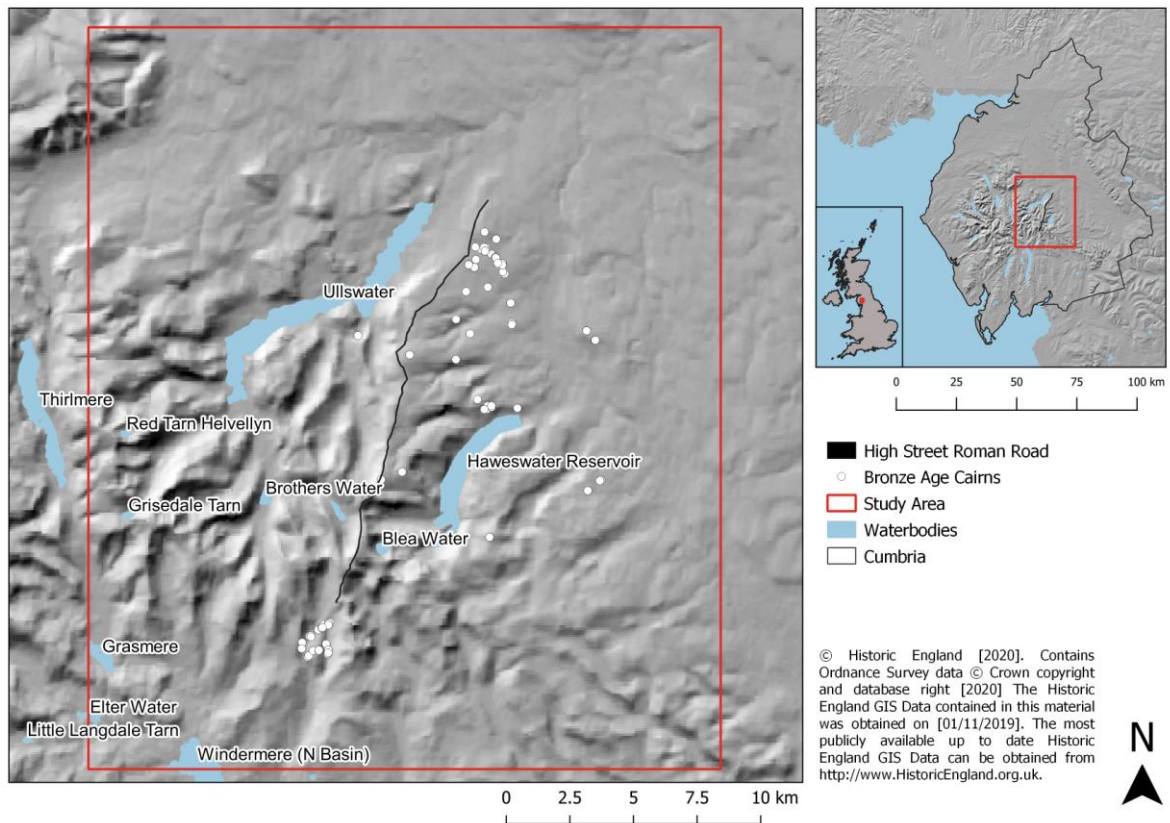 Ullswater
Thirlmere
Red Tarn Helvellyn
Haweswater Reservoir
Brothers Water
Grisedale Tarn
Blea Water
Grasmere
Elter Water
Little Langdale Tarn
Windermere (N Basin)
0 2.5 5 7.5 10 km
0 25 50 75 100 km
High Street Roman Road
Bronze Age Cairns
Study Area
Waterbodies
Cumbria
© Historic England [2020]. Contains
Ordnance Survey data © Crown copyright
and database right [2020] The Historic
England GIS Data contained in this material
was obtained on [01/11/2019]. The most
publicly available up to date Historic
England GIS Data can be obtained from
http://www.HistoricEngland.org.uk.
N